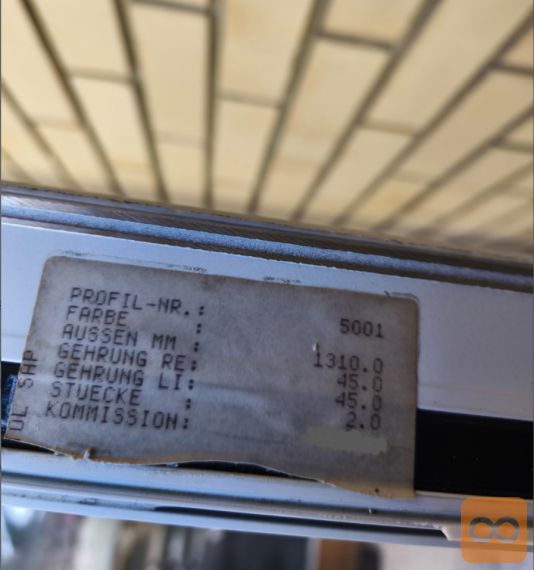 PROFIL-NR.: 5001
FARBE :
AUSSEN MM : 1310.0
GEHRUNG RE: 45.0
GEHRUNG LI: 45.0
STUECKE : 2.0
KOMMISSION: